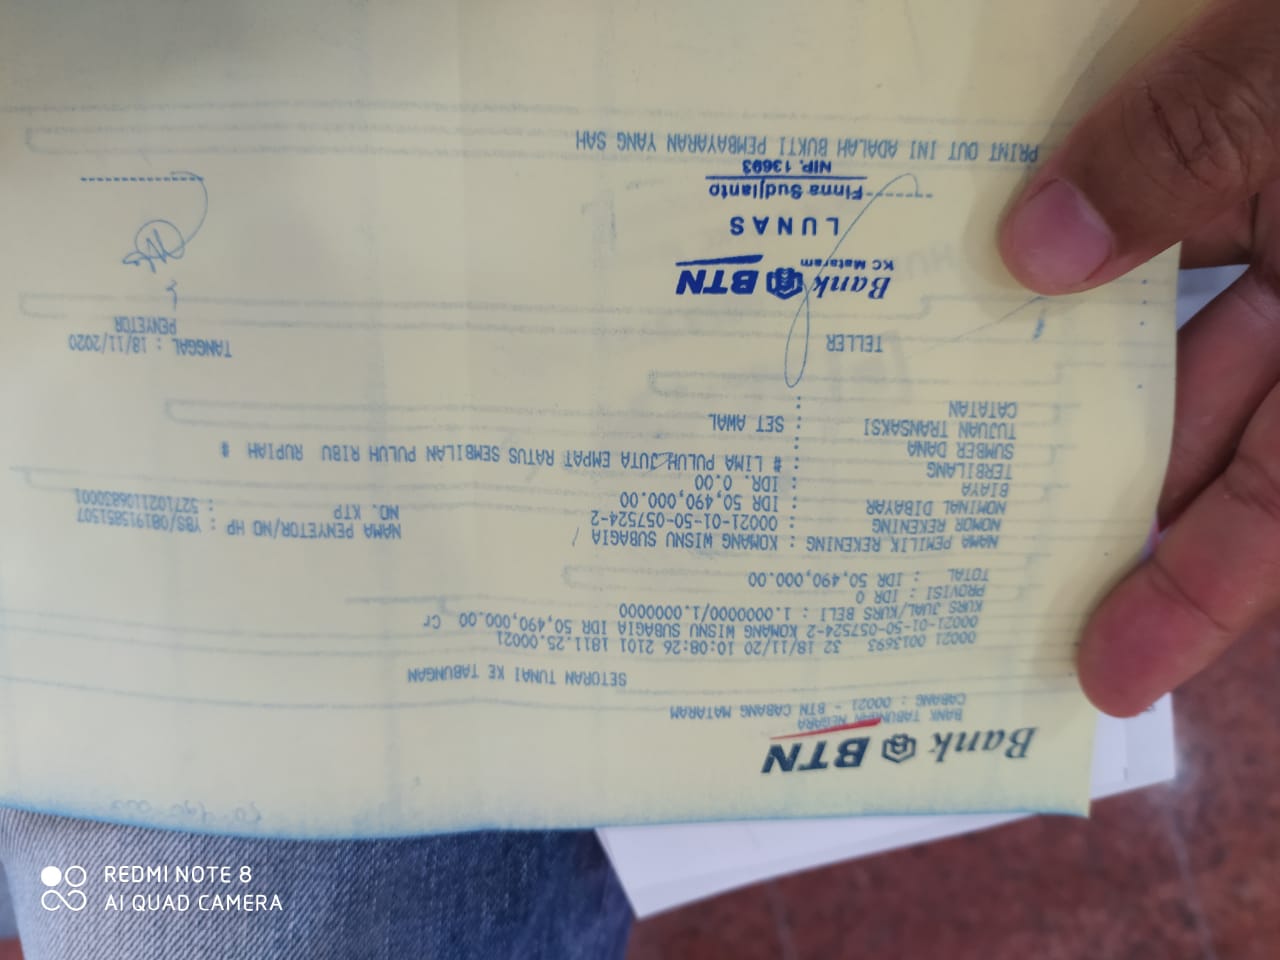 Bank BTN
BANK TABUNGAN NEGARA
CABANG : 00021 - BTN CABANG MATARAM
SETORAN TUNAI KE TABUNGAN
00021 0013693 32 18/11/20 10:08:26 2101 1811.25.00021
00021-01-50-057524-2 KOMANG WISNU SUBAGIA IDR 50,490,000.00 Cr
KURS JUAL/KURS BELI : 1.0000000/1.0000000
PROVISI : IDR 0
TOTAL : IDR 50,490,000.00
NAMA PEMILIK REKENING : KOMANG WISNU SUBAGIA
NAMA PENYETOR/NO HP : YBS/081915851507
NOMOR REKENING : 00021-01-50-057524-2
NO. KTP : 5271021106830001
NOMINAL DIBAYAR : IDR 50,490,000.00
BIAYA : IDR. 0.00
TERBILANG : # LIMA PULUH JUTA EMPAT RATUS SEMBILAN PULUH RIBU RUPIAH #
SUMBER DANA :
TUJUAN TRANSAKSI : SET AWAL
CATATAN :
TANGGAL : 18/11/2020
TELLER
PENYETOR
Bank BTN
KC Mataram
LUNAS
Finna Sudjianto
NIP. 13693
PRINT OUT INI ADALAH BUKTI PEMBAYARAN YANG SAH
REDMI NOTE 8
AI QUAD CAMERA